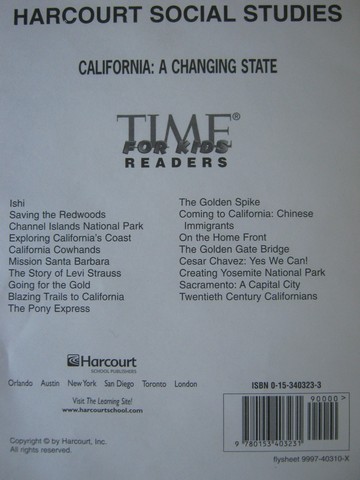 HARCOURT SOCIAL STUDIES
CALIFORNIA: A CHANGING STATE
TIME®
FOR KIDS
READERS
Ishi
Saving the Redwoods
Channel Islands National Park
Exploring California's Coast
California Cowhands
Mission Santa Barbara
The Story of Levi Strauss
Going for the Gold
Blazing Trails to California
The Pony Express
The Golden Spike
Coming to California: Chinese
Immigrants
On the Home Front
The Golden Gate Bridge
Cesar Chavez: Yes We Can!
Creating Yosemite National Park
Sacramento: A Capital City
Twentieth Century Californians
Harcourt
SCHOOL PUBLISHERS
Orlando Austin New York San Diego Toronto London
Visit The Learning Site!
www.harcourtschool.com
ISBN 0-15-340323-3
90000 >
9 780153 403231
Copyright © by Harcourt, Inc.
All rights reserved.
flysheet 9997-40310-X